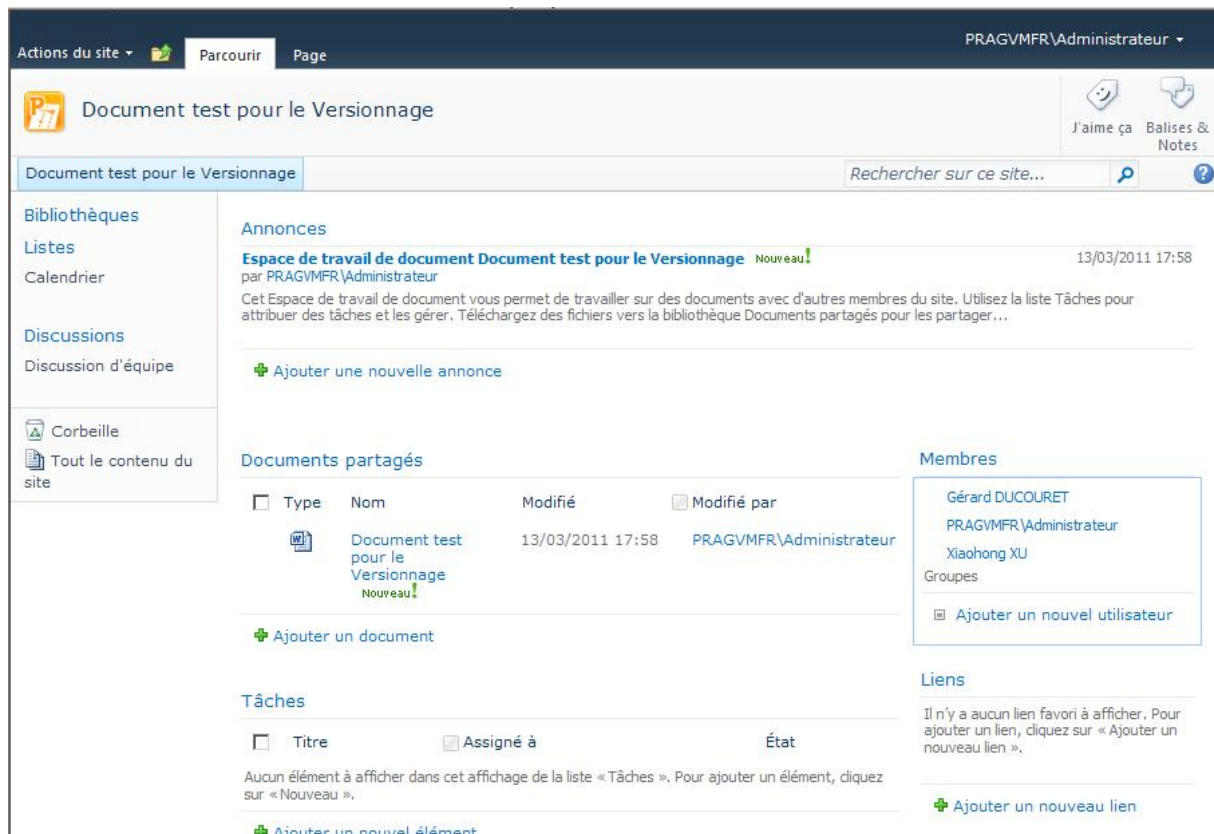 PRAGVMFR\Administrateur
Actions du site
Parcourir
Page
Document test pour le Versionnage
J'aime ça
Balises &
Notes
Document test pour le Versionnage
Rechercher sur ce site...
Bibliothèques
Listes
Calendrier
Discussions
Discussion d'équipe
Corbeille
Tout le contenu du
site
Annonces
Espace de travail de document Document test pour le Versionnage Nouveau!
13/03/2011 17:58
par PRAGVMFR\Administrateur
Cet Espace de travail de document vous permet de travailler sur des documents avec d'autres membres du site. Utilisez la liste Tâches pour
attribuer des tâches et les gérer. Téléchargez des fichiers vers la bibliothèque Documents partagés pour les partager...
Ajouter une nouvelle annonce
Documents partagés
Type Nom Modifié Modifié par
Document test
pour le
Versionnage
Nouveau!
13/03/2011 17:58
PRAGVMFR\Administrateur
Ajouter un document
Tâches
Titre Assigné à État
Aucun élément à afficher dans cet affichage de la liste « Tâches ». Pour ajouter un élément, cliquez
sur « Nouveau ».
Ajouter un nouvel élément
Membres
Gérard DUCOURET
PRAGVMFR\Administrateur
Xiaohong XU
Groupes
Ajouter un nouvel utilisateur
Liens
Il n'y a aucun lien favori à afficher. Pour
ajouter un lien, cliquez sur « Ajouter un
nouveau lien ».
Ajouter un nouveau lien